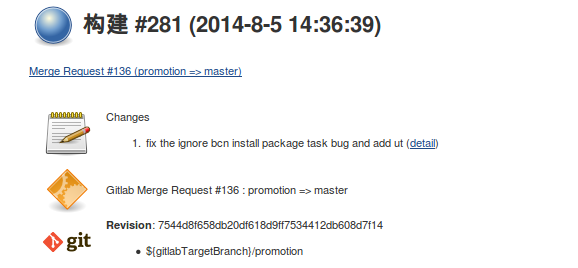 构建 #281 (2014-8-5 14:36:39)
Merge Request #136 (promotion => master)
Changes
1. fix the ignore bcn install package task bug and add ut (detail)
Gitlab Merge Request #136 : promotion => master
Revision: 7544d8f658db20df618d9ff7534412db608d7f14
git
• ${gitlabTargetBranch}/promotion